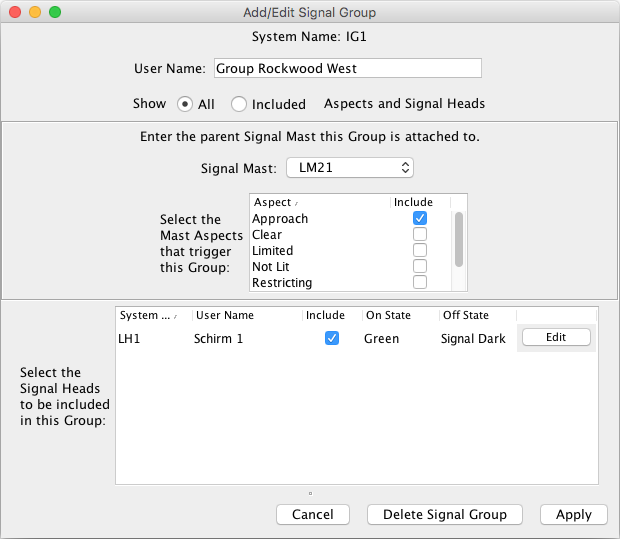 Add/Edit Signal Group
System Name: IG1
User Name: Group Rockwood West
Show All Included Aspects and Signal Heads
Enter the parent Signal Mast this Group is attached to.
Signal Mast: LM21
Select the
Mast Aspects
that trigger
this Group:
Aspect Include
Approach
Clear
Limited
Not Lit
Restricting
Select the
Signal Heads
to be included
in this Group:
System ... User Name Include On State Off State
LH1 Schirm 1 Green Signal Dark Edit
Cancel Delete Signal Group Apply